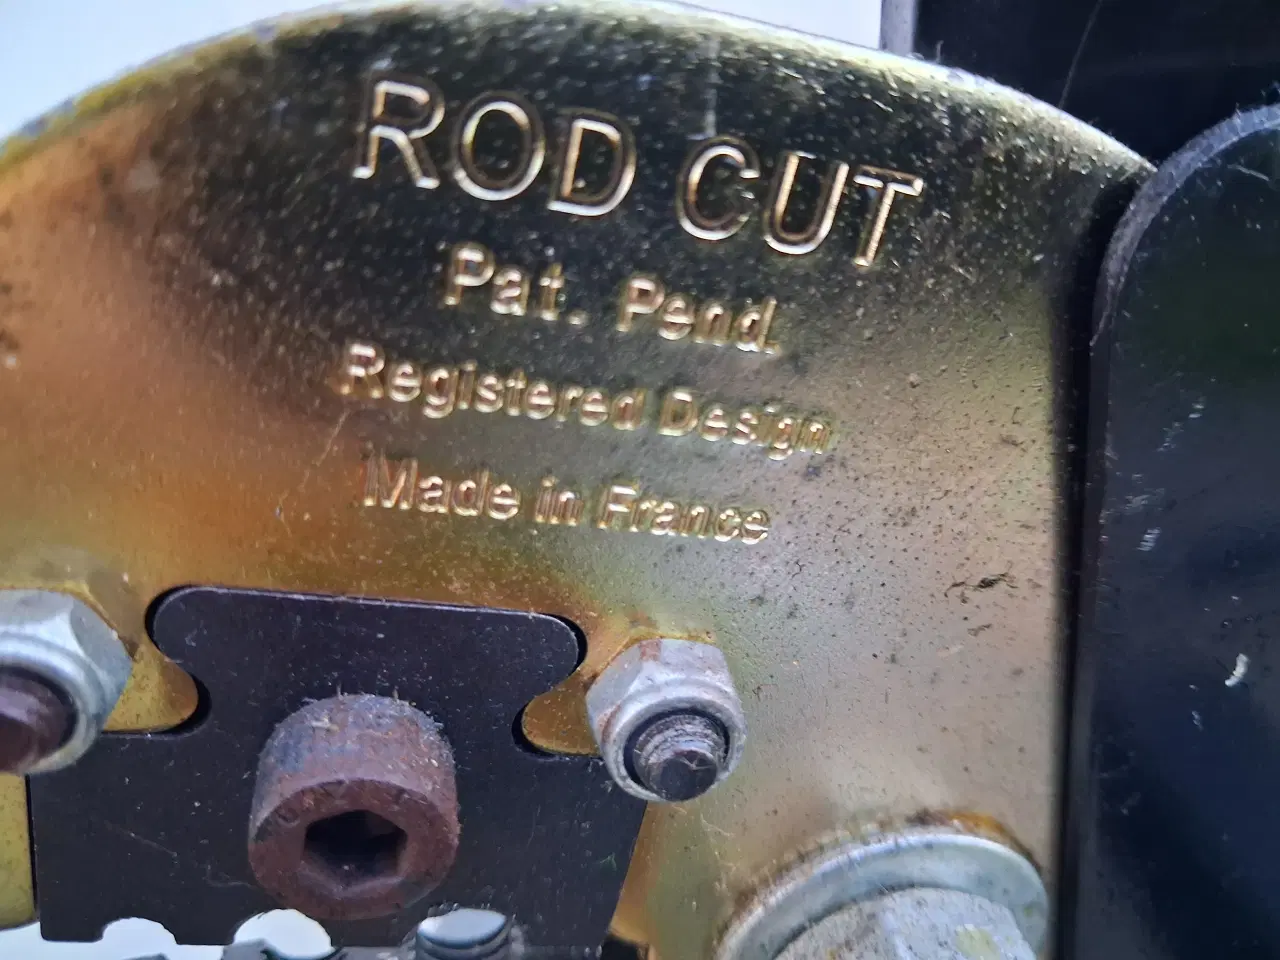 ROD CUT
Pat. Pend.
Registered Design
Made in France